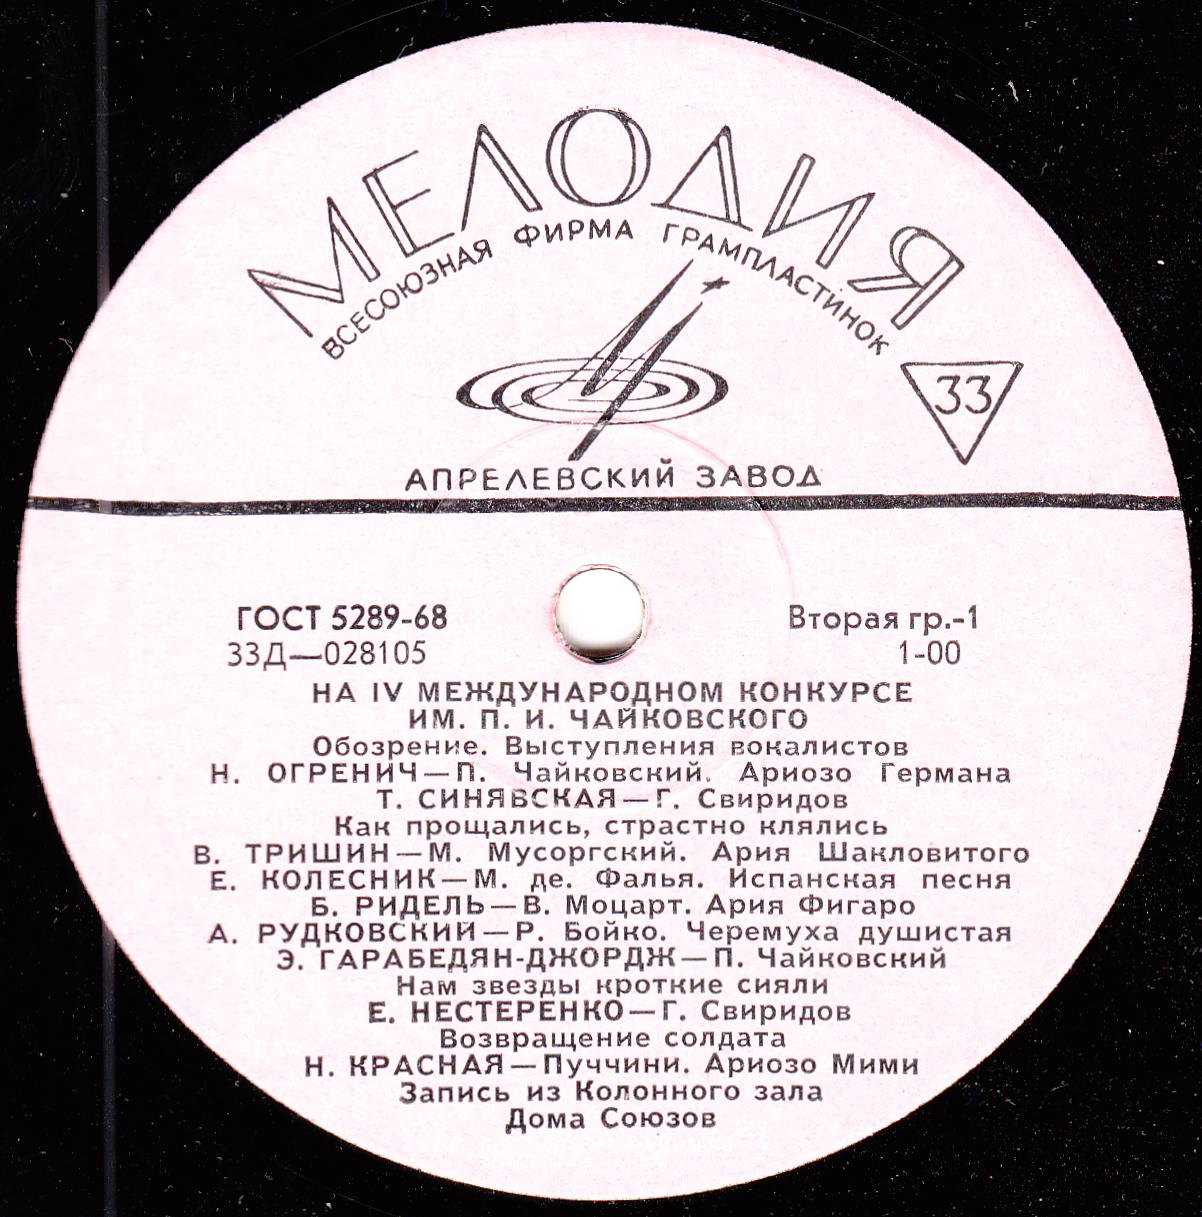 МЕЛОДИЯ
ВСЕСОЮЗНАЯ ФИРМА ГРАМПЛАСТИНОК
33
АПРЕЛЕВСКИЙ ЗАВОД
ГОСТ 5289-68 Вторая гр.-1
33Д—028105 1-00
НА IV МЕЖДУНАРОДНОМ КОНКУРСЕ
ИМ. П. И. ЧАЙКОВСКОГО
Обозрение. Выступления вокалистов
Н. ОГРЕНИЧ—П. Чайковский. Ариозо Германа
Т. СИНЯВСКАЯ—Г. Свиридов
Как прощались, страстно клялись
В. ТРИШИН—М. Мусоргский. Ария Шакловитого
Е. КОЛЕСНИК—М. де. Фалья. Испанская песня
Б. РИДЕЛЬ—В. Моцарт. Ария Фигаро
А. РУДКОВСКИЙ—Р. Бойко. Черемуха душистая
Э. ГАРАБЕДЯН-ДЖОРДЖ—П. Чайковский
Нам звезды кроткие сияли
Е. НЕСТЕРЕНКО—Г. Свиридов
Возвращение солдата
Н. КРАСНАЯ—Пуччини. Ариозо Мими
Запись из Колонного зала
Дома Союзов